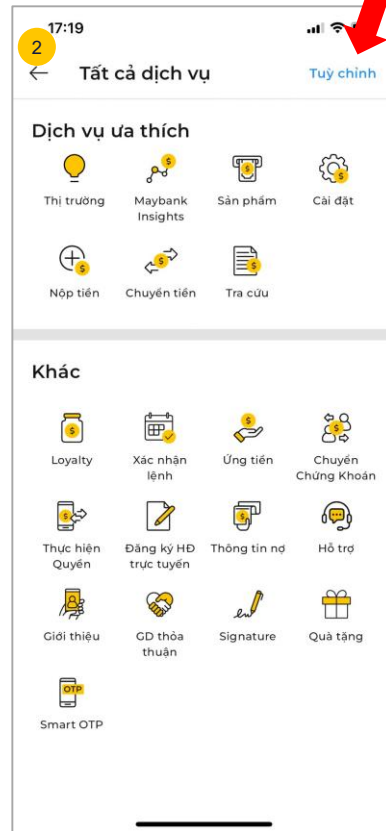 17:19
2
Tất cả dịch vụ
Tuỳ chỉnh
Dịch vụ ưa thích
Thị trường
Maybank
Insights
Sản phẩm
Cài đặt
Nộp tiền
Chuyển tiền
Tra cứu
Khác
Loyalty
Xác nhận
lệnh
Ứng tiền
Chuyển
Chứng Khoán
Thực hiện
Quyền
Đăng ký HĐ
trực tuyến
Thông tin nợ
Hỗ trợ
Giới thiệu
GD thỏa
thuận
Signature
Quà tặng
OTP
Smart OTP